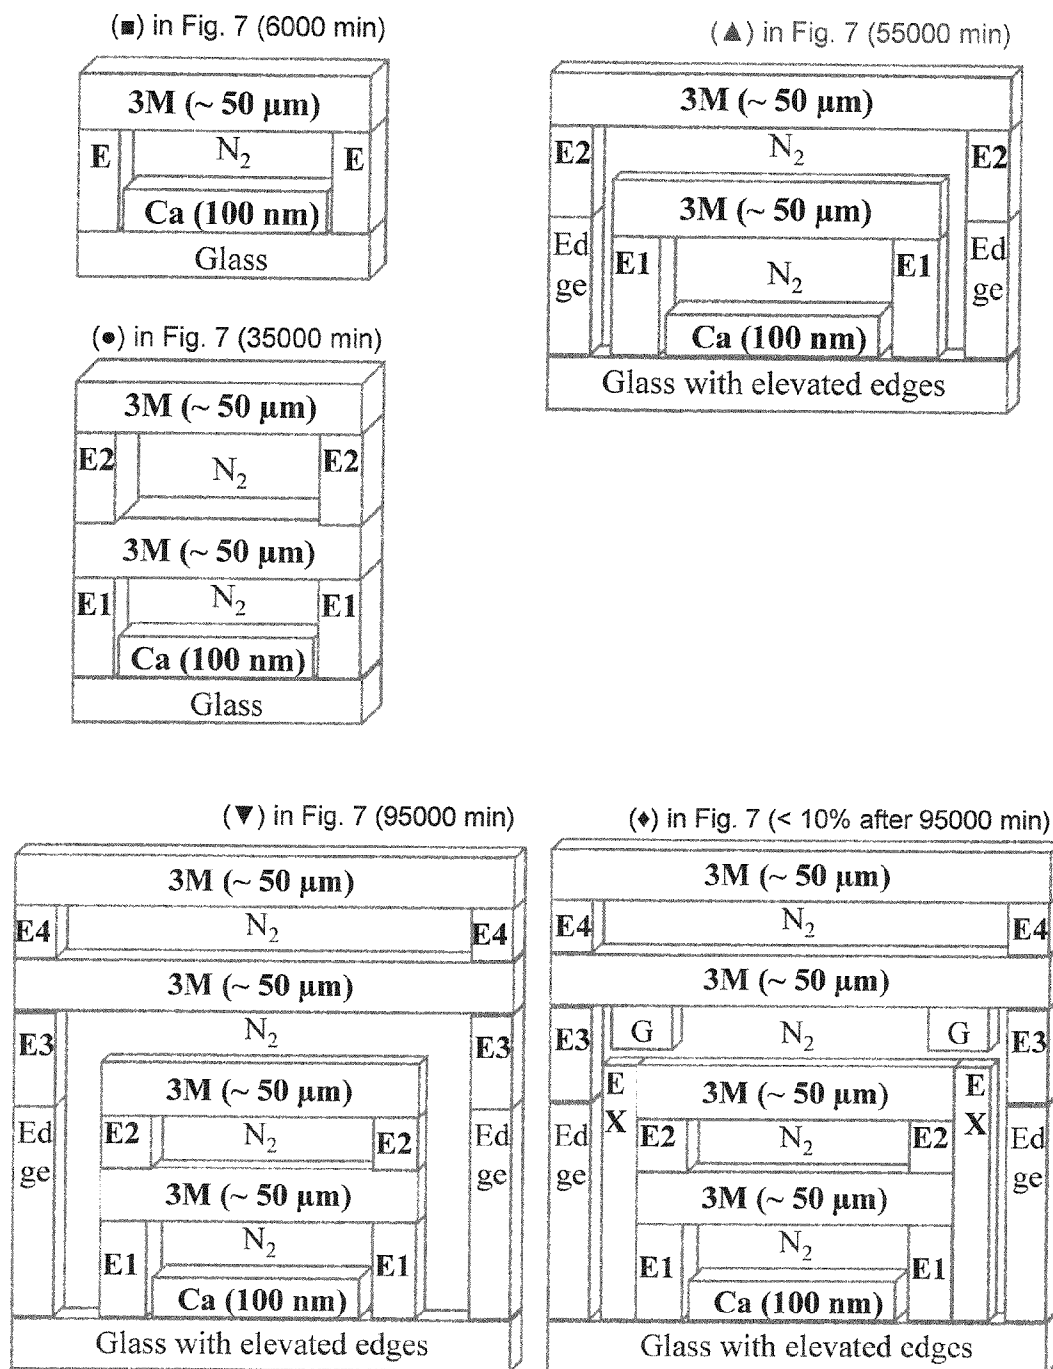 (■) in Fig. 7 (6000 min)
3M (~ 50 µm)
E
N₂
E
Ca (100 nm)
Glass
(▲) in Fig. 7 (55000 min)
3M (~ 50 µm)
E2
N₂
E2
3M (~ 50 µm)
Ed
ge
E1
N₂
E1
Ed
ge
Ca (100 nm)
Glass with elevated edges
(●) in Fig. 7 (35000 min)
3M (~ 50 µm)
E2
N₂
E2
3M (~ 50 µm)
E1
N₂
E1
Ca (100 nm)
Glass
(▼) in Fig. 7 (95000 min)
3M (~ 50 µm)
E4
N₂
E4
3M (~ 50 µm)
E3
N₂
E3
3M (~ 50 µm)
Ed
ge
E2
N₂
E2
Ed
ge
3M (~ 50 µm)
E1
N₂
E1
Ca (100 nm)
Glass with elevated edges
(♦) in Fig. 7 (< 10% after 95000 min)
3M (~ 50 µm)
E4
N₂
E4
3M (~ 50 µm)
E3
G
N₂
G
E3
E
X
3M (~ 50 µm)
E
X
Ed
ge
E2
N₂
E2
Ed
ge
3M (~ 50 µm)
E1
N₂
E1
Ca (100 nm)
Glass with elevated edges